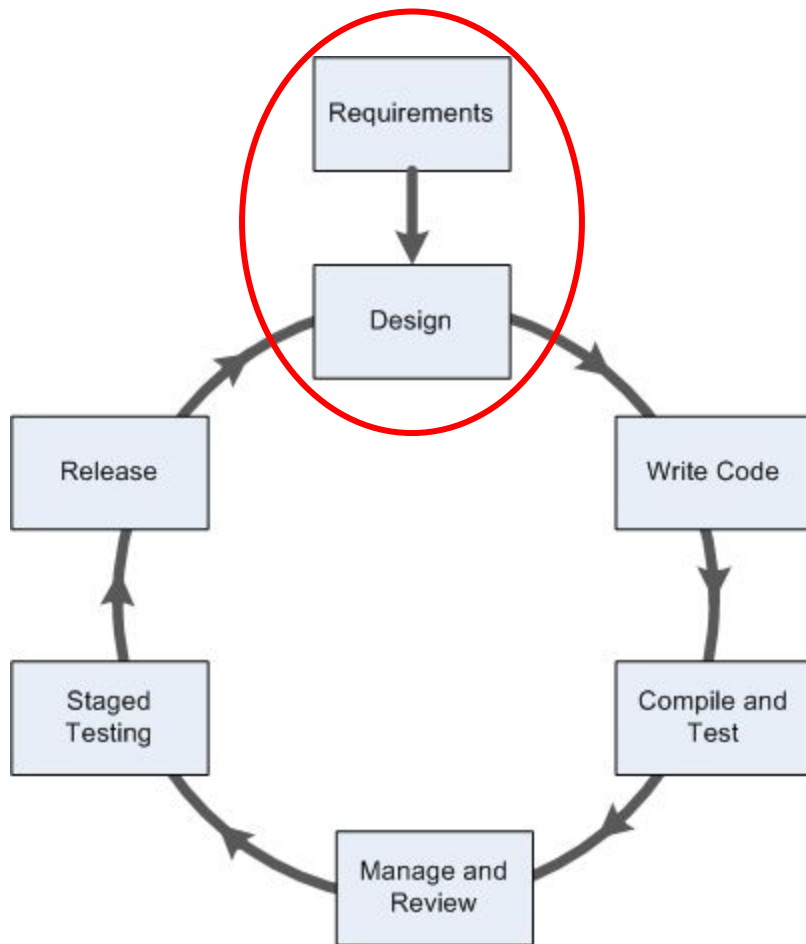 Requirements
Design
Release
Write Code
Staged
Testing
Compile and
Test
Manage and
Review